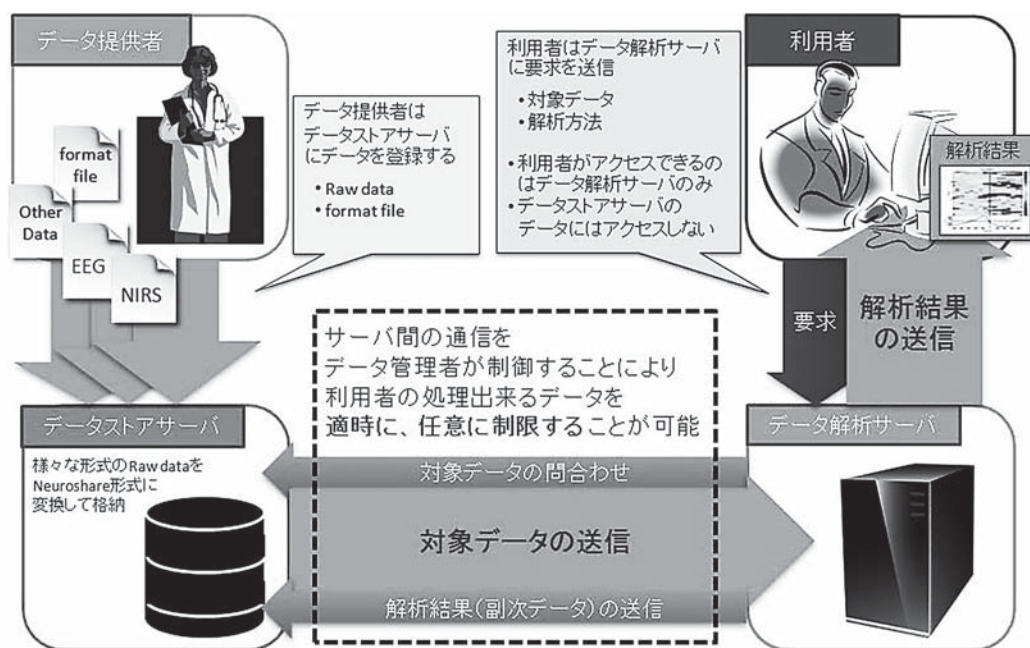 データ提供者
format
file
Other
Data
EEG
NIRS
データ提供者は
データストアサーバ
にデータを登録する
• Raw data
• format file
利用者はデータ解析サーバ
に要求を送信
•対象データ
•解析方法
•利用者がアクセスできるの
はデータ解析サーバのみ
•データストアサーバの
データにはアクセスしない
利用者
解析結果
要求
解析結果
の送信
サーバ間の通信を
データ管理者が制御することにより
利用者の処理出来るデータを
適時に、任意に制限することが可能
データストアサーバ
様々な形式のRaw dataを
Neuroshare形式に
変換して格納
対象データの問合わせ
対象データの送信
解析結果(副次データ)の送信
データ解析サーバ